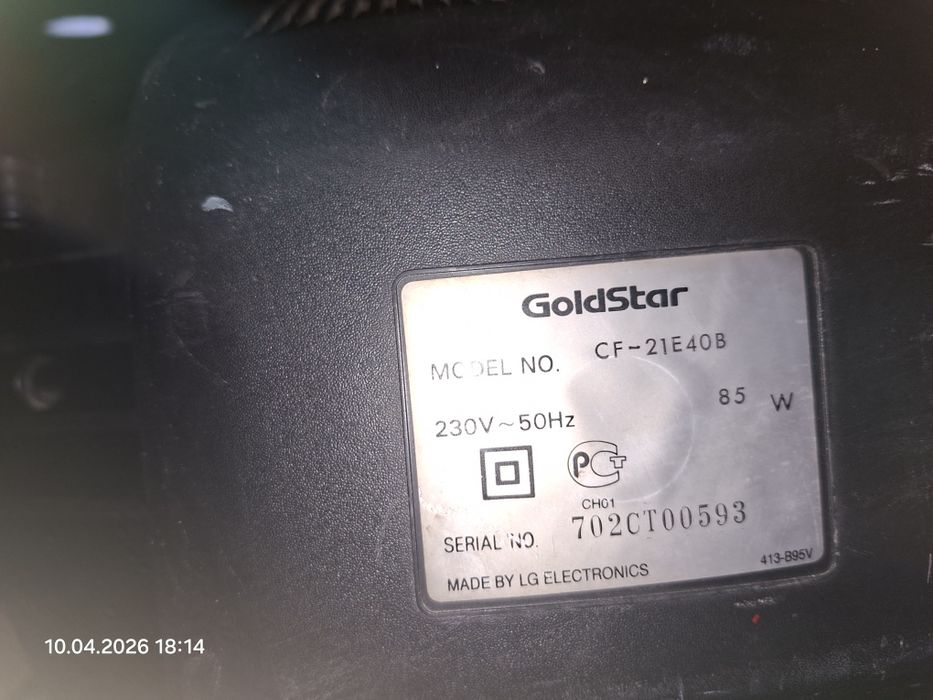 GoldStar
MODEL NO. CF-21E40B
85 W
230V~50Hz
PCT
CH01
SERIAL NO. 702CT00593
MADE BY LG ELECTRONICS 413-B95V
10.04.2026 18:14